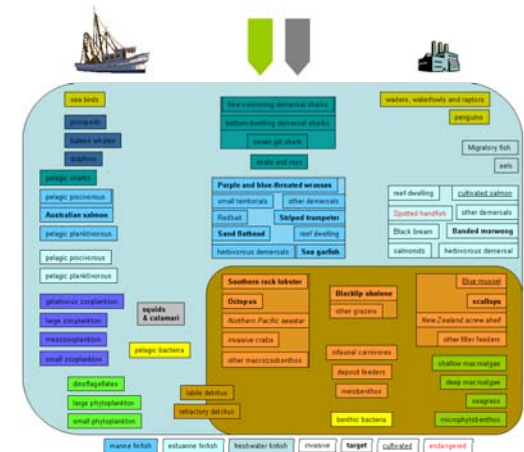 sea birds
pinnipeds
baleen whales
dolphins
pelagic sharks
pelagic piscivorous
Australian salmon
pelagic planktivorous
pelagic piscivorous
pelagic planktivorous
gelatinous zooplankton
large zooplankton
mesozooplankton
small zooplankton
squids
& calamari
pelagic bacteria
dinoflagellates
large phytoplankton
small phytoplankton
labile detritus
refractory detritus
free-swimming demersal sharks
bottom-dwelling demersal sharks
seven gill shark
skate and rays
Purple and blue-throated wrasses
small territorials
other demersals
Redbait
Striped trumpeter
Sand flathead
reef dwelling
herbivorous demersals
Sea garfish
waders, waterfowls and raptors
penguins
Migratory fish
eels
reef-dwelling
cultivated salmon
Spotted handfish
other demersals
Black bream
Banded morwong
salmonids
herbivorous demersal
Southern rock lobster
Octopus
Northern Pacific seastar
invasive crabs
other macrozoobenthos
Blacklip abalone
other grazers
infaunal carnivores
deposit feeders
meiobenthos
benthic bacteria
Blue mussel
scallops
New Zealand screw shell
other filter feeders
shallow macroalgae
deep macroalgae
seagrass
microphytobenthos
marine finfish
estuarine finfish
freshwater finfish
invasive
target
cultivated
endangered